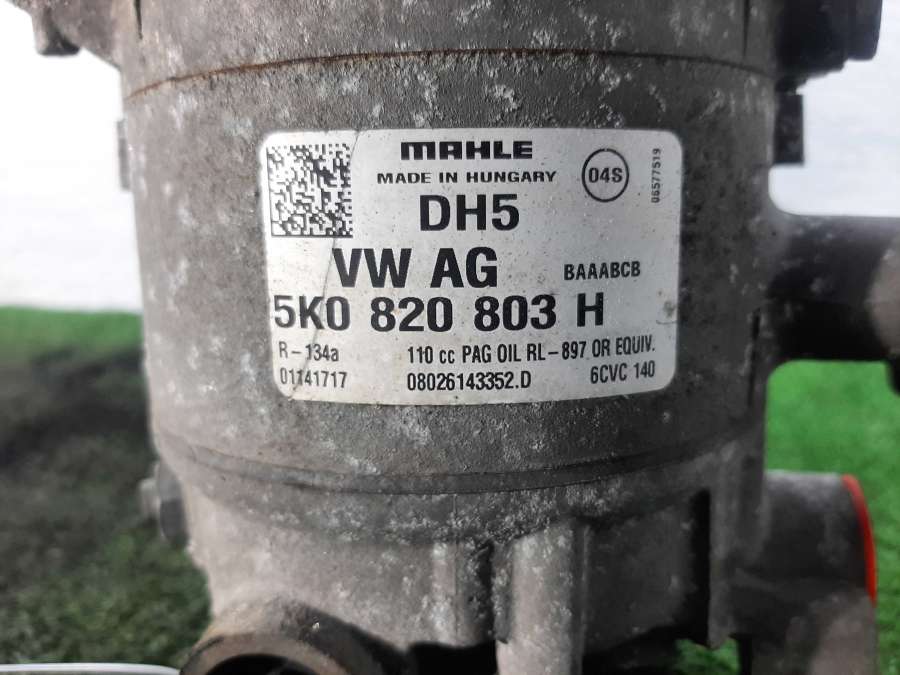 MAHLE
MADE IN HUNGARY
04S
06577519
DH5
VW AG BAAABCB
5K0 820 803 H
R-134a 110 cc PAG OIL RL-897 OR EQUIV.
01141717 08026143352.D 6CVC 140